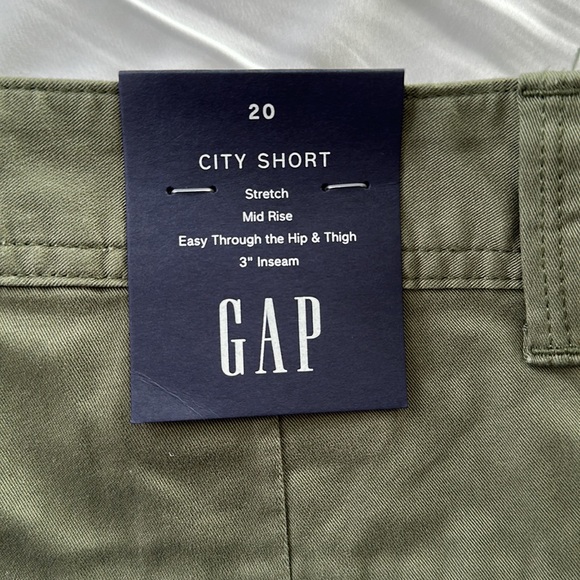 20
CITY SHORT
Stretch
Mid Rise
Easy Through the Hip & Thigh
3" Inseam
GAP